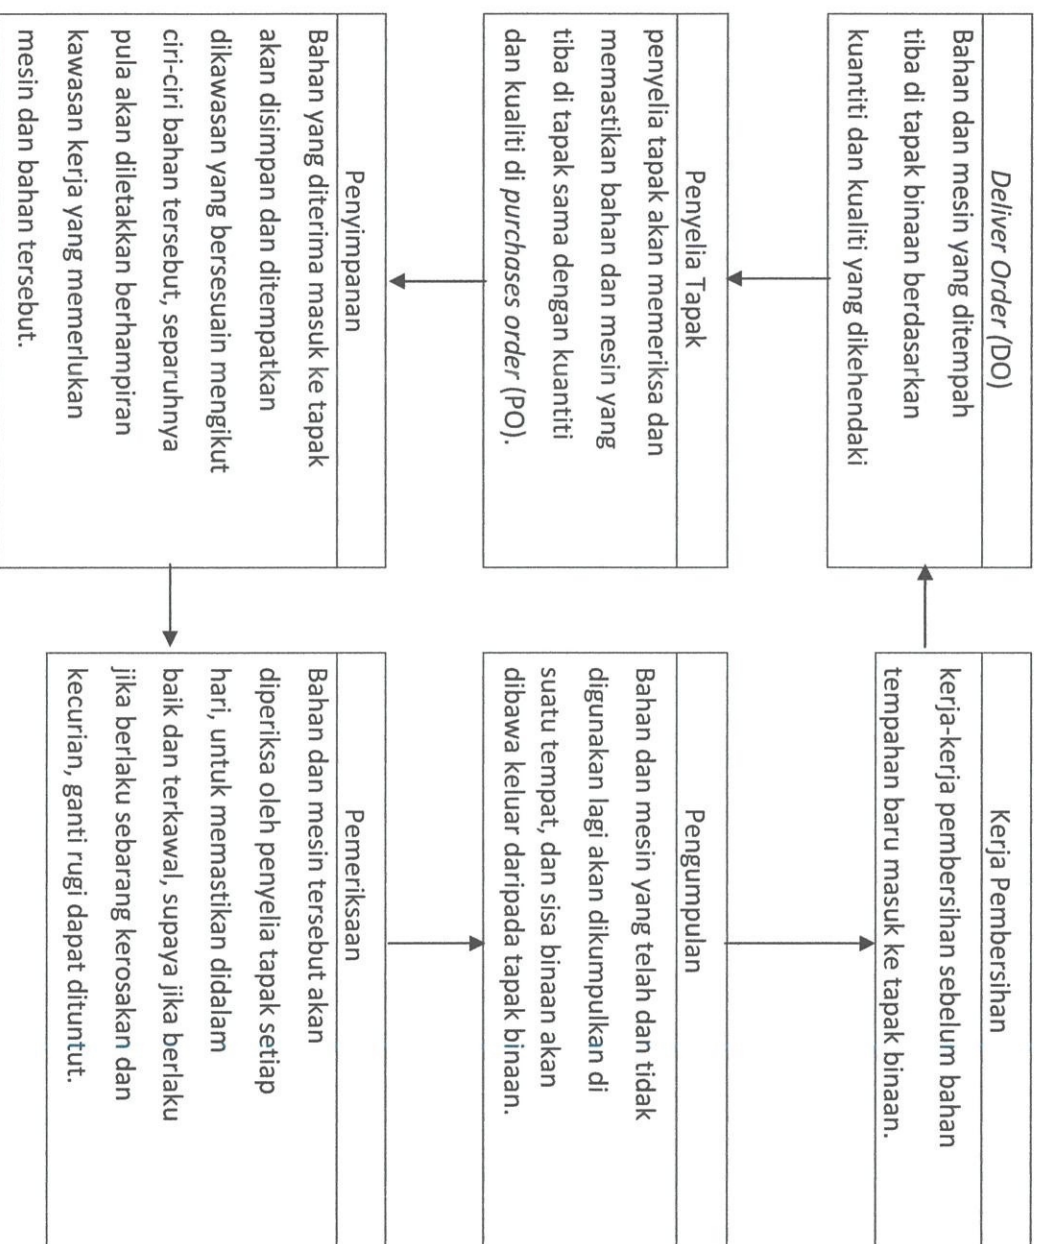 Deliver Order (DO)
Bahan dan mesin yang ditempah
tiba di tapak binaan berdasarkan
kuantiti dan kualiti yang dikehendaki
Penyelia Tapak
penyelia tapak akan memeriksa dan
memastikan bahan dan mesin yang
tiba di tapak sama dengan kuantiti
dan kualiti di purchases order (PO).
Penyimpanan
Bahan yang diterima masuk ke tapak
akan disimpan dan ditempatkan
dikawasan yang bersesuain mengikut
ciri-ciri bahan tersebut, separuhnya
pula akan diletakkan berhampiran
kawasan kerja yang memerlukan
mesin dan bahan tersebut.
Pemeriksaan
Bahan dan mesin tersebut akan
diperiksa oleh penyelia tapak setiap
hari, untuk memastikan didalam
baik dan terkawal, supaya jika berlaku
jika berlaku sebarang kerosakan dan
kecurian, ganti rugi dapat dituntut.
Pengumpulan
Bahan dan mesin yang telah dan tidak
digunakan lagi akan dikumpulkan di
suatu tempat, dan sisa binaan akan
dibawa keluar daripada tapak binaan.
Kerja Pembersihan
kerja-kerja pembersihan sebelum bahan
tempahan baru masuk ke tapak binaan.